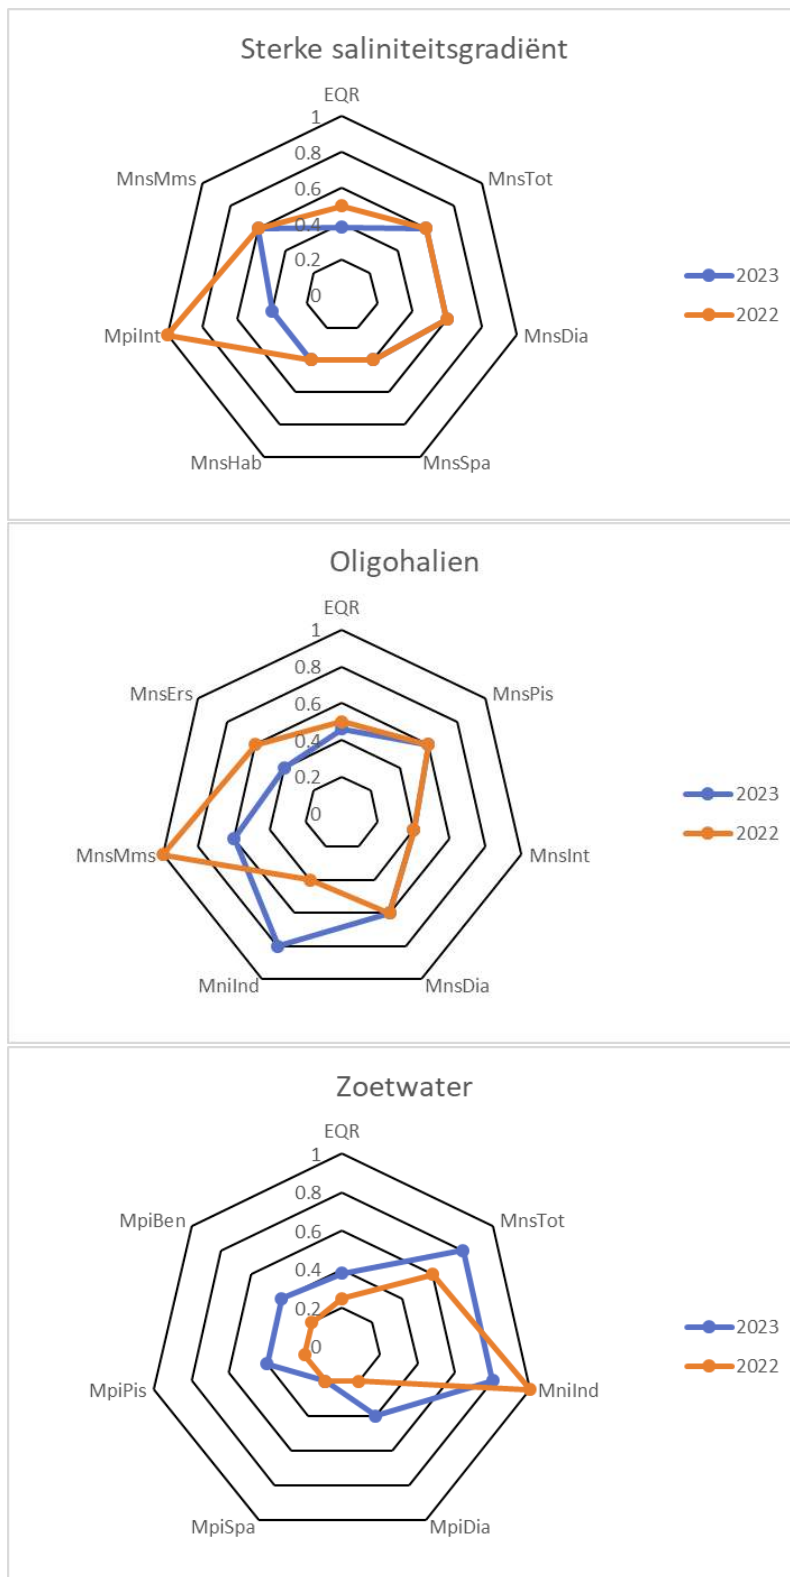 Sterke saliniteitsgradiënt
EQR
1
0.8
0.6
0.4
0.2
0
MnsTot
MnsDia
MnsSpa
MnsHab
MpiInt
MnsMms
2023
2022
Oligohalien
EQR
1
0.8
0.6
0.4
0.2
0
MnsPis
MnsInt
MnsDia
MniInd
MnsMms
MnsErs
2023
2022
Zoetwater
EQR
1
0.8
0.6
0.4
0.2
0
MnsTot
MniInd
MpiDia
MpiSpa
MpiPis
MpiBen
2023
2022